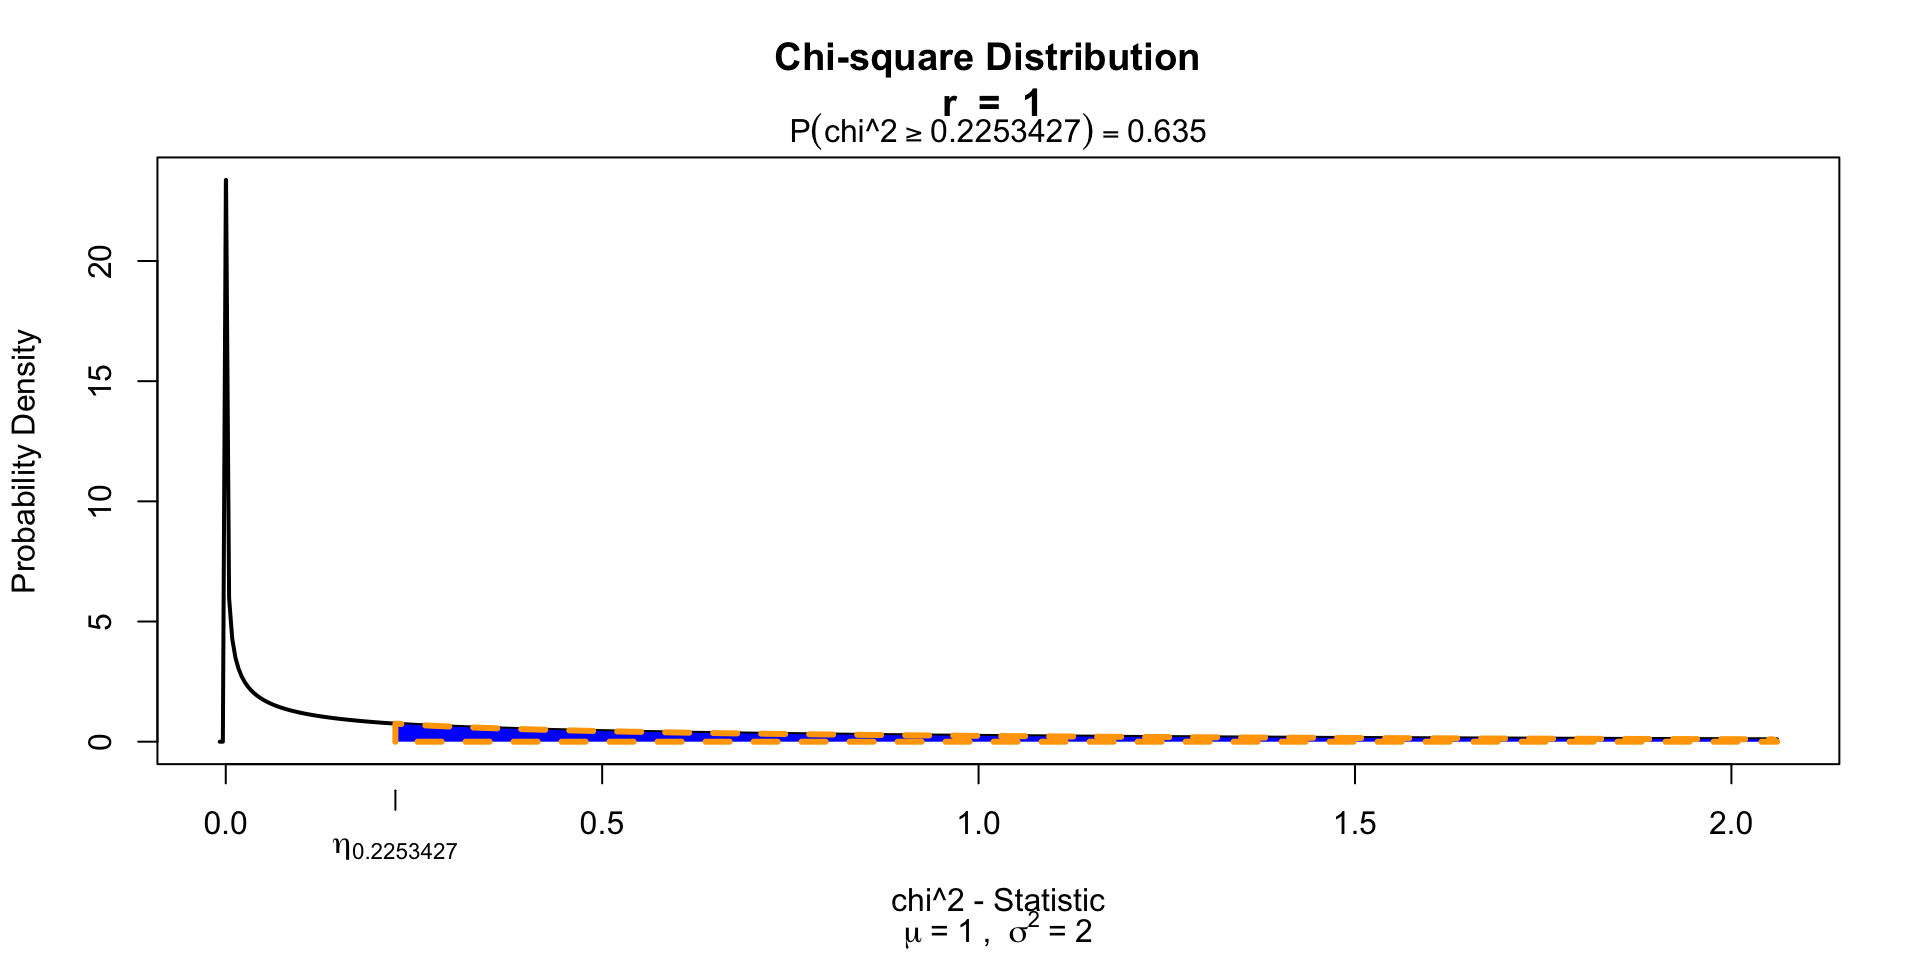 Chi-square Distribution
r = 1
P(chi^2 ≥ 0.2253427) = 0.635
Probability Density
20
15
10
5
0
0.0 0.5 1.0 1.5 2.0
η0.2253427
chi^2 - Statistic
μ = 1 , σ² = 2